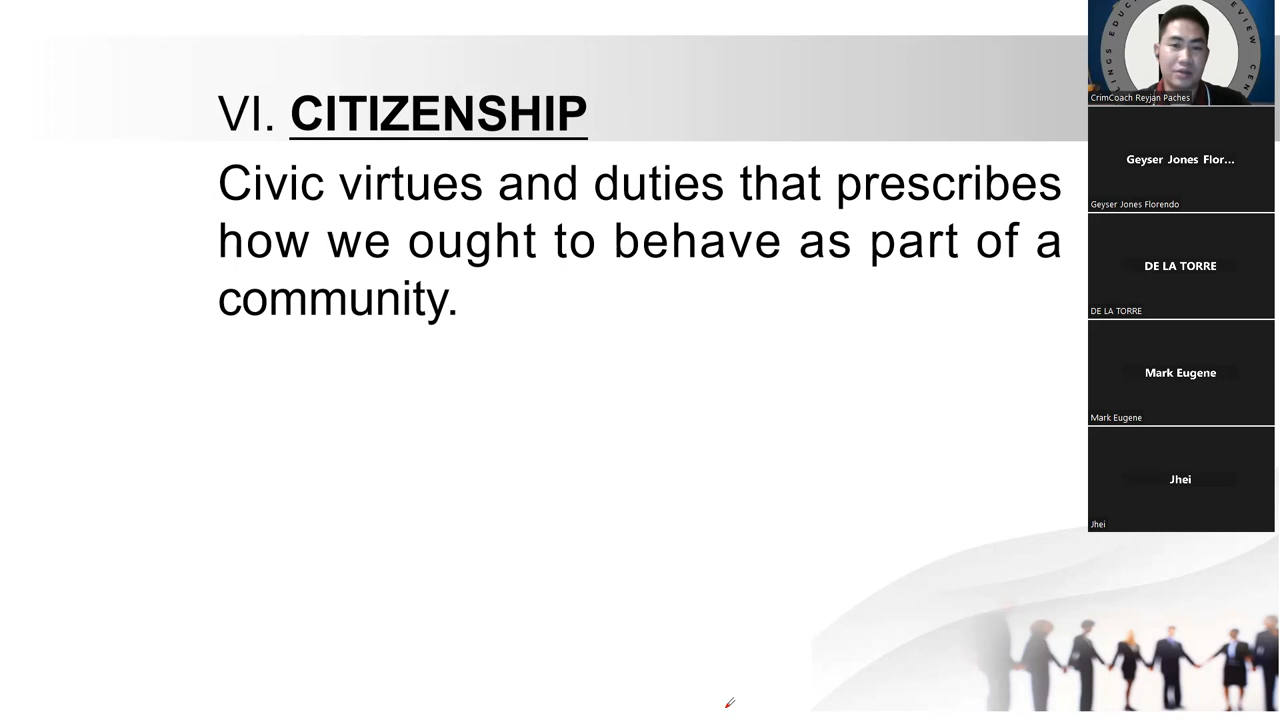 VI. CITIZENSHIP
Civic virtues and duties that prescribes
how we ought to behave as part of a
community.
CrimCoach Reyjan Paches
Geyser Jones Flor...
Geyser Jones Florendo
DE LA TORRE
DE LA TORRE
Mark Eugene
Mark Eugene
Jhei
Jhei